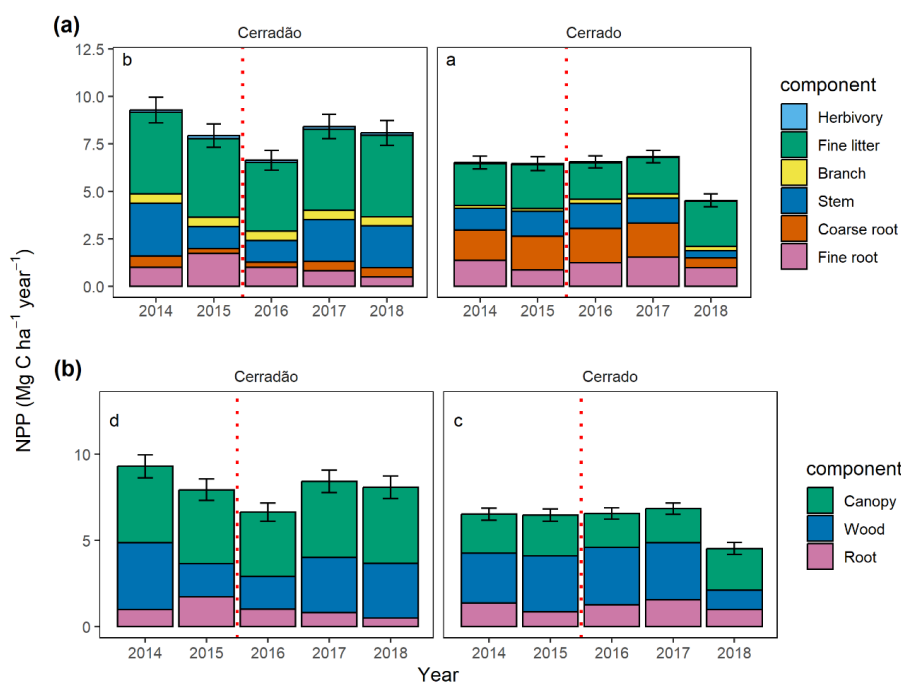 (a)
Cerradão
Cerrado
b
a
12.5
10.0
7.5
5.0
2.5
0.0
2014 2015 2016 2017 2018
2014 2015 2016 2017 2018
component
Herbivory
Fine litter
Branch
Stem
Coarse root
Fine root
NPP (Mg C ha⁻¹ year⁻¹)
(b)
Cerradão
Cerrado
d
c
10
5
0
2014 2015 2016 2017 2018
2014 2015 2016 2017 2018
Year
component
Canopy
Wood
Root